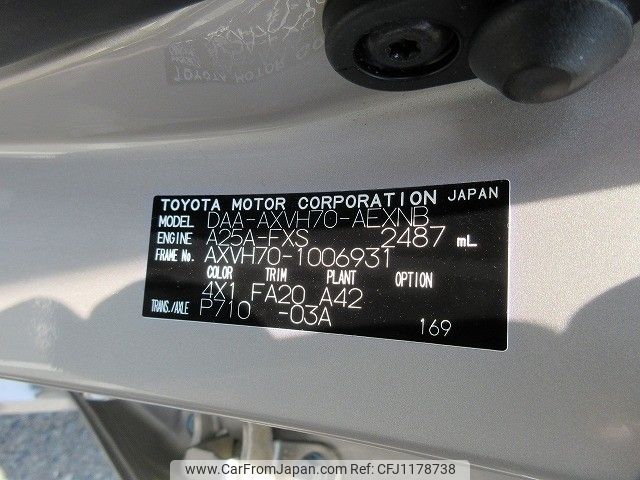 TOYOTA MOTOR CORPORATION JAPAN
MODEL DAA-AXVH70-AEXNB
ENGINE A25A-FXS 2487 mL
FRAME No. AXVH70-1006931
COLOR TRIM PLANT OPTION
4X1 FA20 A42
TRANS./AXLE P710 -03A
169
www.CarFromJapan.com REF:CFJ1178738